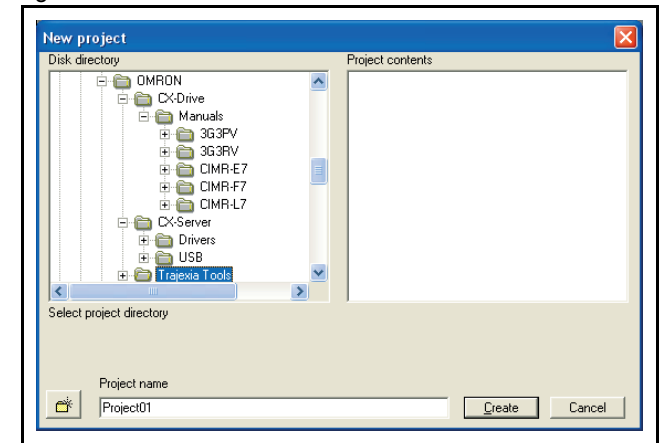 New project
Disk directory
Project contents
OMRON
CX-Drive
Manuals
3G3PV
3G3RV
CIMR-E7
CIMR-F7
CIMR-L7
CX-Server
Drivers
USB
Trajexia Tools
Select project directory
Project name
Project01
Create
Cancel